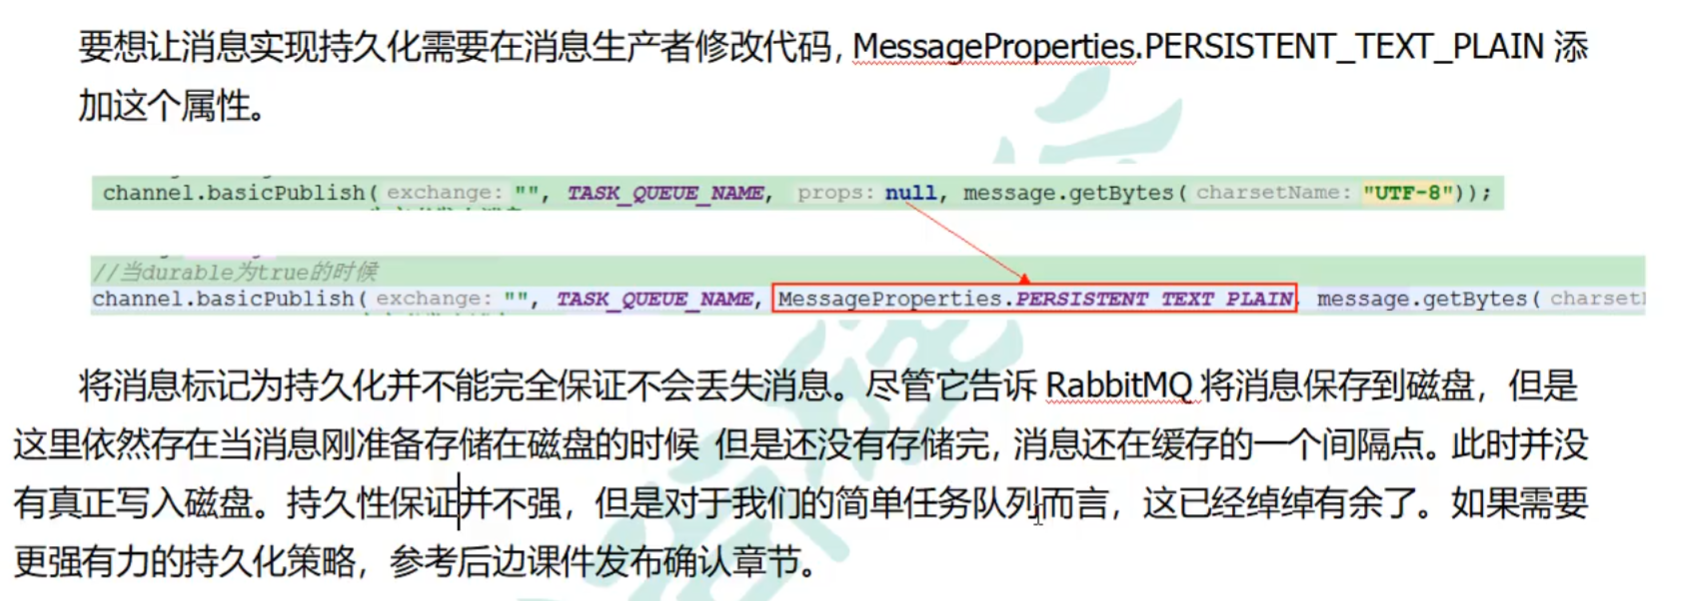 要想让消息实现持久化需要在消息生产者修改代码, MessageProperties.PERSISTENT_TEXT_PLAIN 添
加这个属性。
channel.basicPublish( exchange: "", TASK_QUEUE_NAME, props: null, message.getBytes( charsetName: "UTF-8"));
//当durable为true的时候
channel.basicPublish( exchange: "", TASK_QUEUE_NAME, MessageProperties.PERSISTENT_TEXT_PLAIN, message.getBytes(
将消息标记为持久化并不能完全保证不会丢失消息。尽管它告诉 RabbitMQ 将消息保存到磁盘，但是
这里依然存在当消息刚准备存储在磁盘的时候 但是还没有存储完, 消息还在缓存的一个间隔点。此时并没
有真正写入磁盘。持久性保证并不强，但是对于我们的简单任务队列而言，这已经绰绰有余了。如果需要
更强有力的持久化策略，参考后边课件发布确认章节。